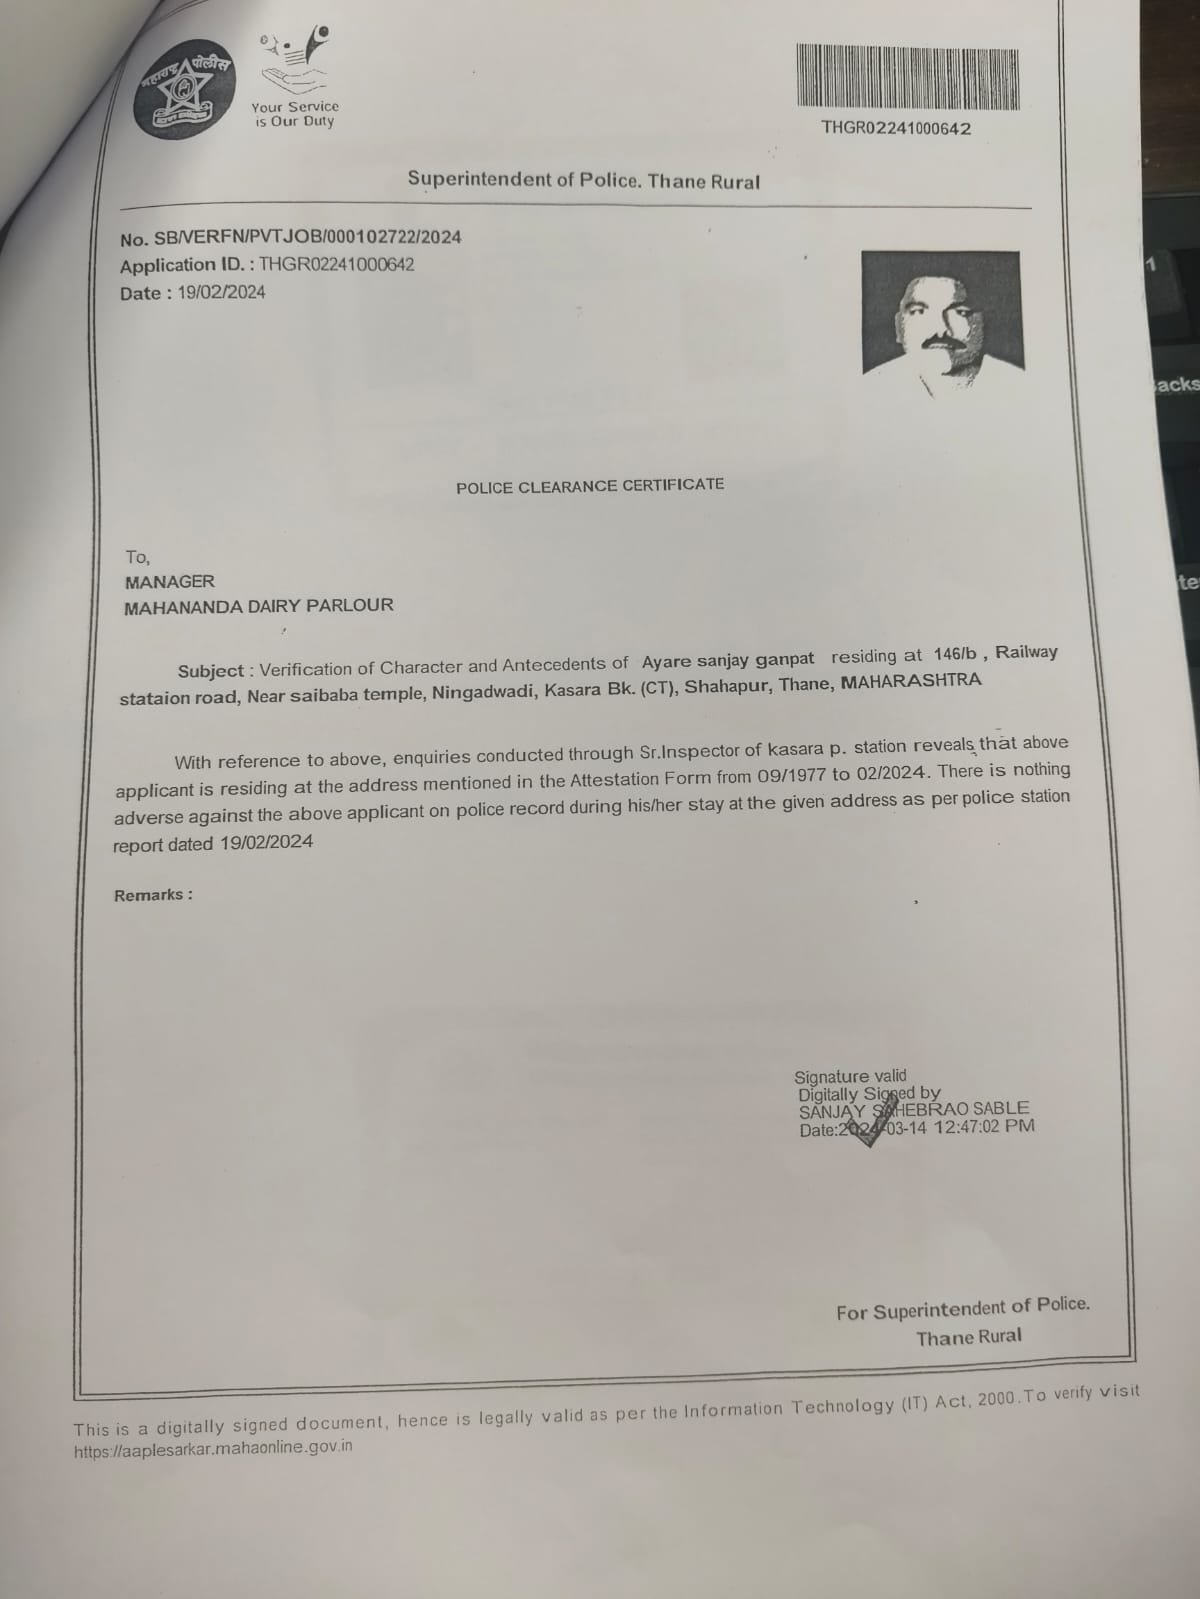 महाराष्ट्र पोलीस
Your Service
is Our Duty
THGR02241000642
Superintendent of Police. Thane Rural
No. SB/VERFN/PVTJOB/000102722/2024
Application ID. : THGR02241000642
Date : 19/02/2024
POLICE CLEARANCE CERTIFICATE
To,
MANAGER
MAHANANDA DAIRY PARLOUR
Subject : Verification of Character and Antecedents of Ayare sanjay ganpat residing at 146/b , Railway
stataion road, Near saibaba temple, Ningadwadi, Kasara Bk. (CT), Shahapur, Thane, MAHARASHTRA
With reference to above, enquiries conducted through Sr.Inspector of kasara p. station reveals that above
applicant is residing at the address mentioned in the Attestation Form from 09/1977 to 02/2024. There is nothing
adverse against the above applicant on police record during his/her stay at the given address as per police station
report dated 19/02/2024
Remarks :
Signature valid
Digitally Signed by
SANJAY SAHEBRAO SABLE
Date:2024-03-14 12:47:02 PM
For Superintendent of Police.
Thane Rural
This is a digitally signed document, hence is legally valid as per the Information Technology (IT) Act, 2000.To verify visit
https://aaplesarkar.mahaonline.gov.in
1
acks
te